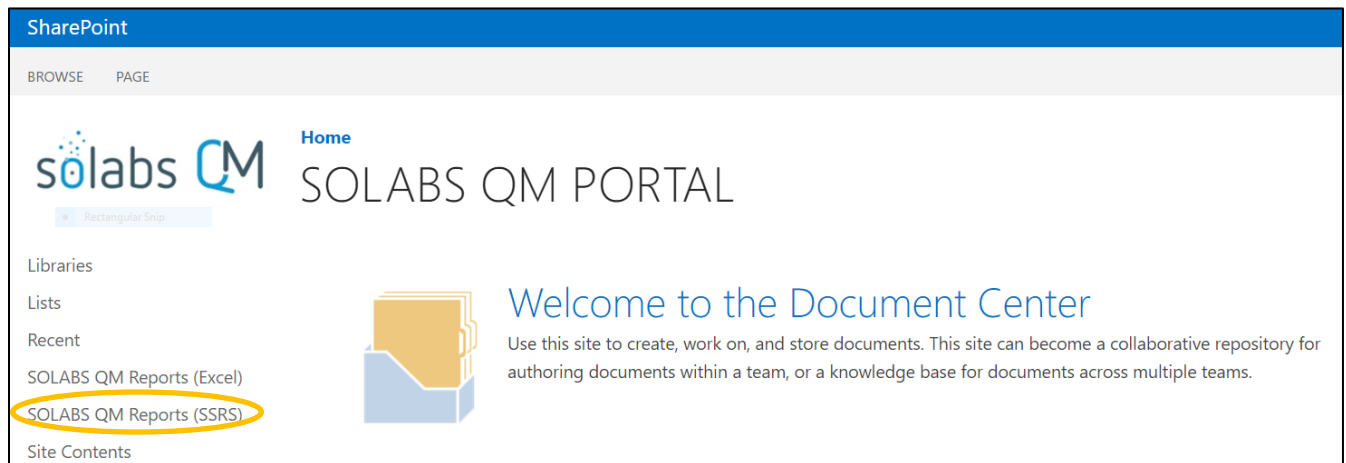 SharePoint
BROWSE PAGE
sölabs QM
Rectangular Snip
Home
SOLABS QM PORTAL
Libraries
Lists
Recent
SOLABS QM Reports (Excel)
SOLABS QM Reports (SSRS)
Site Contents
Welcome to the Document Center
Use this site to create, work on, and store documents. This site can become a collaborative repository for
authoring documents within a team, or a knowledge base for documents across multiple teams.